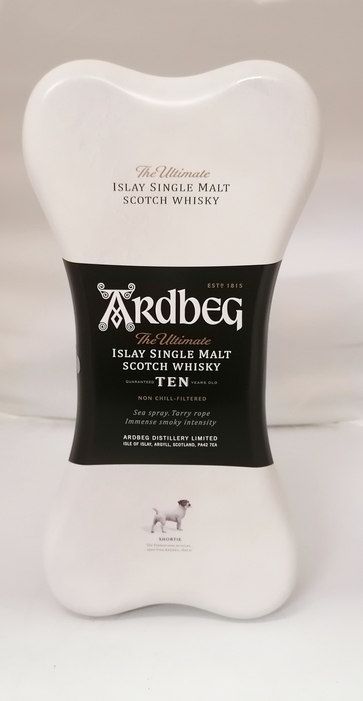 The Ultimate
ISLAY SINGLE MALT
SCOTCH WHISKY
ESTD 1815
ARDBEG
The Ultimate
ISLAY SINGLE MALT
SCOTCH WHISKY
GUARANTEED TEN YEARS OLD
NON CHILL-FILTERED
Sea spray. Tarry rope
Immense smoky intensity
ARDBEG DISTILLERY LIMITED
ISLE OF ISLAY, ARGYLL, SCOTLAND, PA42 7EA
SHORTIE